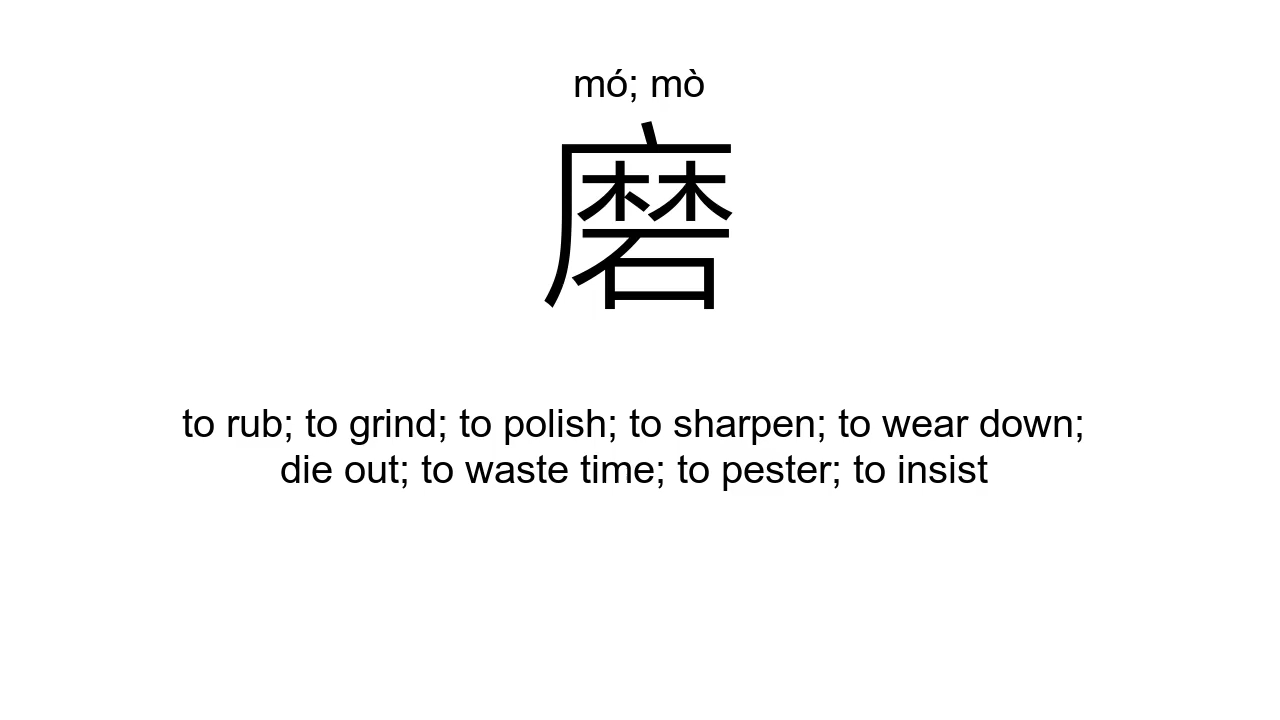 mó; mò
磨
to rub; to grind; to polish; to sharpen; to wear down;
die out; to waste time; to pester; to insist